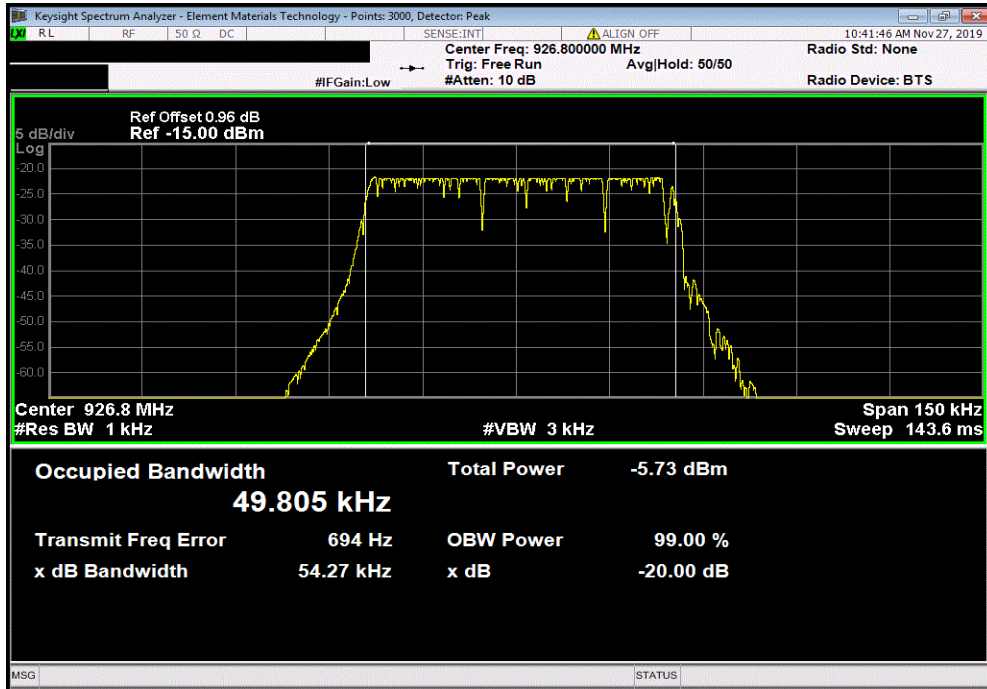 Keysight Spectrum Analyzer - Element Materials Technology - Points: 3000, Detector: Peak
LXI RL RF 50 Ω DC SENSE:INT ALIGN OFF 10:41:46 AM Nov 27, 2019
Center Freq: 926.800000 MHz Radio Std: None
Trig: Free Run Avg|Hold: 50/50
#IFGain:Low #Atten: 10 dB Radio Device: BTS
Ref Offset 0.96 dB
5 dB/div Ref -15.00 dBm
Log
-20.0
-25.0
-30.0
-35.0
-40.0
-45.0
-50.0
-55.0
-60.0
Center 926.8 MHz Span 150 kHz
#Res BW 1 kHz #VBW 3 kHz Sweep 143.6 ms
Occupied Bandwidth Total Power -5.73 dBm
49.805 kHz
Transmit Freq Error 694 Hz OBW Power 99.00 %
x dB Bandwidth 54.27 kHz x dB -20.00 dB
MSG STATUS